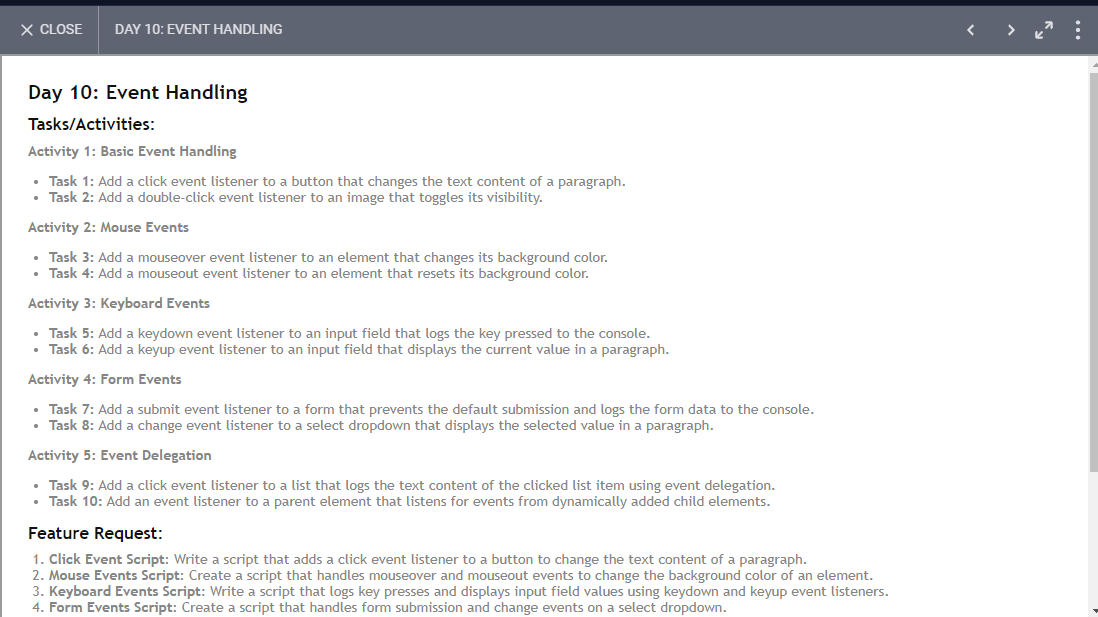 CLOSE DAY 10: EVENT HANDLING
Day 10: Event Handling
Tasks/Activities:
Activity 1: Basic Event Handling
• Task 1: Add a click event listener to a button that changes the text content of a paragraph.
• Task 2: Add a double-click event listener to an image that toggles its visibility.
Activity 2: Mouse Events
• Task 3: Add a mouseover event listener to an element that changes its background color.
• Task 4: Add a mouseout event listener to an element that resets its background color.
Activity 3: Keyboard Events
• Task 5: Add a keydown event listener to an input field that logs the key pressed to the console.
• Task 6: Add a keyup event listener to an input field that displays the current value in a paragraph.
Activity 4: Form Events
• Task 7: Add a submit event listener to a form that prevents the default submission and logs the form data to the console.
• Task 8: Add a change event listener to a select dropdown that displays the selected value in a paragraph.
Activity 5: Event Delegation
• Task 9: Add a click event listener to a list that logs the text content of the clicked list item using event delegation.
• Task 10: Add an event listener to a parent element that listens for events from dynamically added child elements.
Feature Request:
1. Click Event Script: Write a script that adds a click event listener to a button to change the text content of a paragraph.
2. Mouse Events Script: Create a script that handles mouseover and mouseout events to change the background color of an element.
3. Keyboard Events Script: Write a script that logs key presses and displays input field values using keydown and keyup event listeners.
4. Form Events Script: Create a script that handles form submission and change events on a select dropdown.